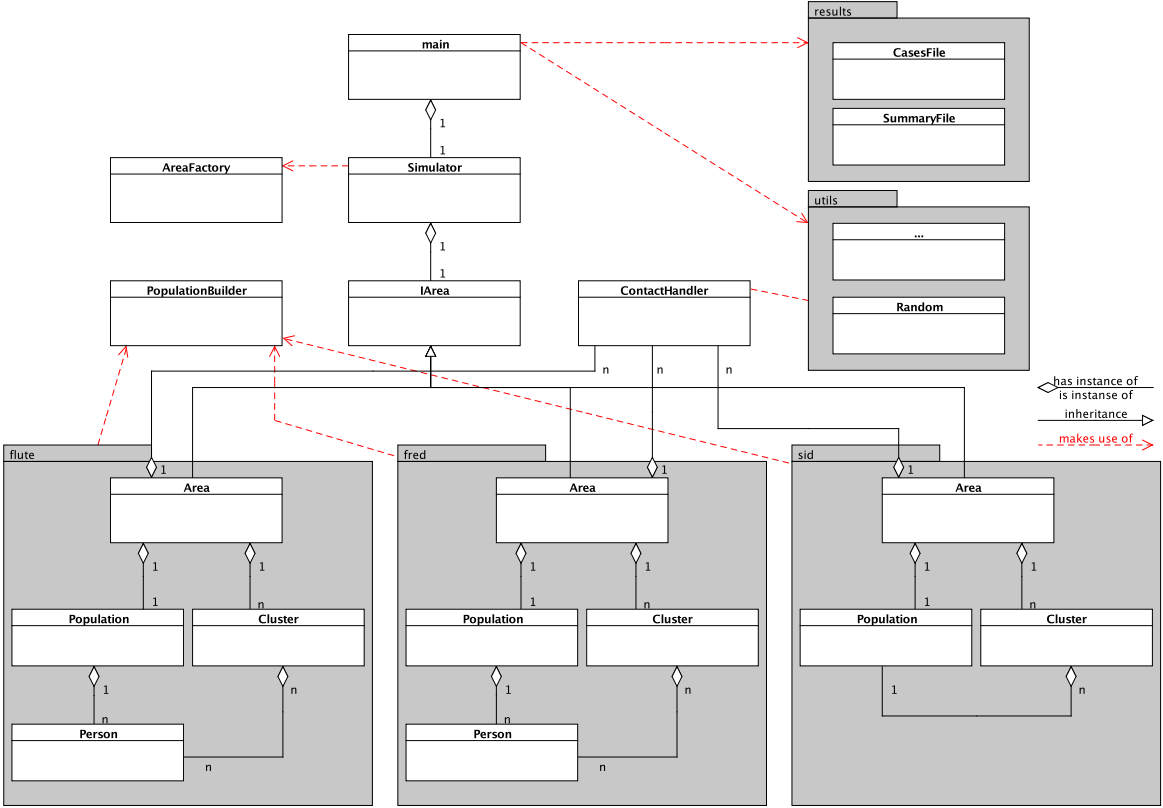 results
main
CasesFile
1
SummaryFile
1
AreaFactory
Simulator
utils
...
1
1
PopulationBuilder
IArea
ContactHandler
Random
n
n
n
has instance of
is instanse of
inheritance
makes use of
flute
fred
sid
1
1
1
Area
Area
Area
1
1
1
1
1
1
1
n
1
n
1
n
Population
Cluster
Population
Cluster
Population
Cluster
1
n
1
n
1
n
n
n
Person
Person
n
n